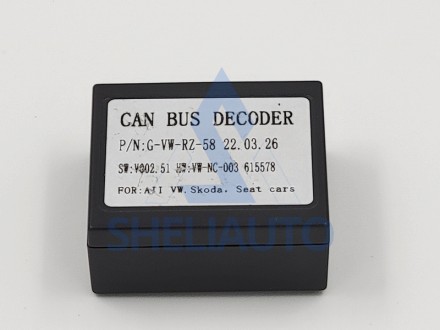 CAN BUS DECODER
P/N:G-VW-RZ-58 22.03.26
SW:V002.51 HW:VW-NC-003 615578
FOR:All VW.Skoda. Seat cars
SHELIAUTO